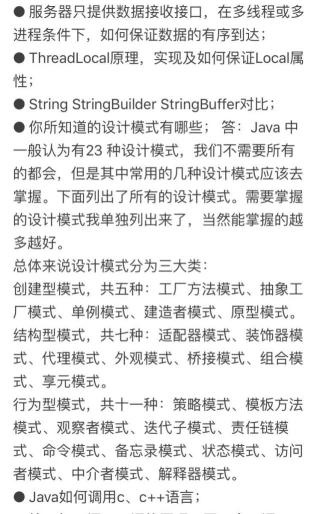 ● 服务器只提供数据接收接口，在多线程或多
进程条件下，如何保证数据的有序到达；
● ThreadLocal原理，实现及如何保证Local属
性；
● String StringBuilder StringBuffer对比；
● 你所知道的设计模式有哪些； 答：Java 中
一般认为有23 种设计模式，我们不需要所有
的都会，但是其中常用的几种设计模式应该去
掌握。下面列出了所有的设计模式。需要掌握
的设计模式我单独列出来了，当然能掌握的越
多越好。
总体来说设计模式分为三大类：
创建型模式，共五种：工厂方法模式、抽象工
厂模式、单例模式、建造者模式、原型模式。
结构型模式，共七种：适配器模式、装饰器模
式、代理模式、外观模式、桥接模式、组合模
式、享元模式。
行为型模式，共十一种：策略模式、模板方法
模式、观察者模式、迭代子模式、责任链模
式、命令模式、备忘录模式、状态模式、访问
者模式、中介者模式、解释器模式。
● Java如何调用c、c++语言；